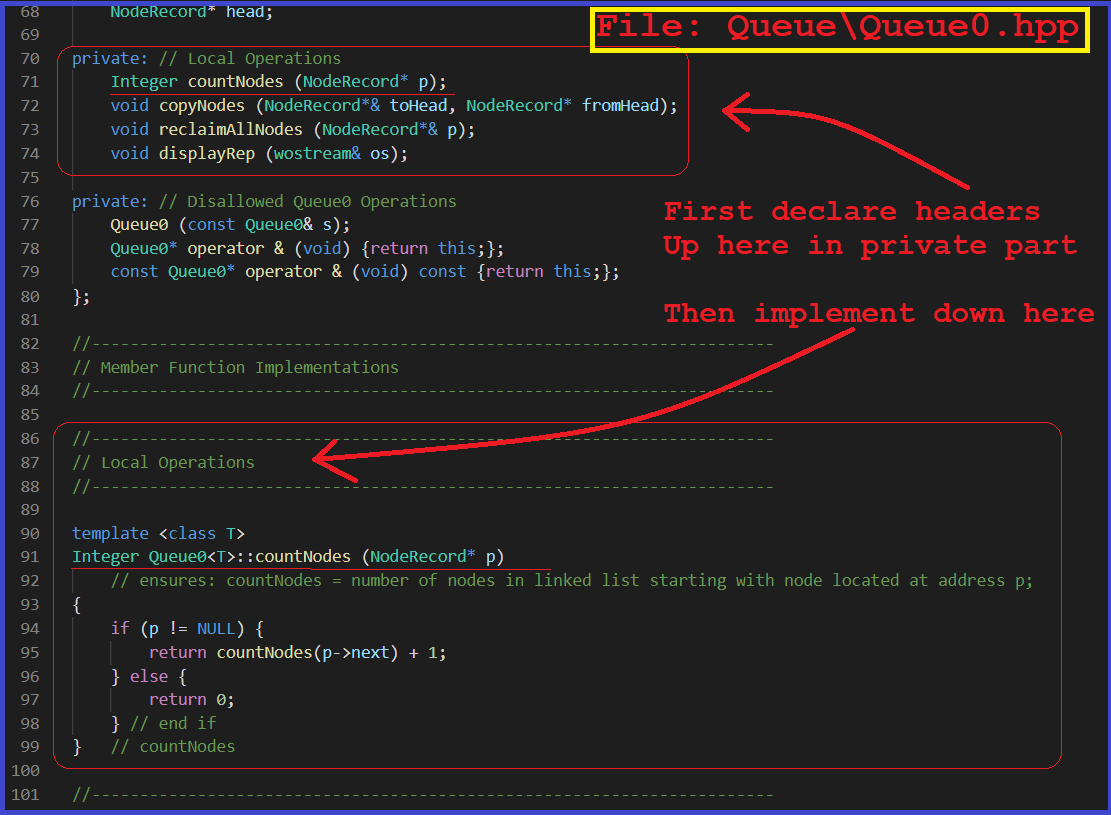 File: Queue\Queue0.hpp
68 NodeRecord* head;
69
70 private: // Local Operations
71 Integer countNodes (NodeRecord* p);
72 void copyNodes (NodeRecord*& toHead, NodeRecord* fromHead);
73 void reclaimAllNodes (NodeRecord*& p);
74 void displayRep (wostream& os);
75
76 private: // Disallowed Queue0 Operations
77 Queue0 (const Queue0& s);
78 Queue0* operator & (void) {return this;};
79 const Queue0* operator & (void) const {return this;};
80 };
81
First declare headers
Up here in private part
Then implement down here
82 //-----------------------------------------------------------------------
83 // Member Function Implementations
84 //-----------------------------------------------------------------------
85
86 //-----------------------------------------------------------------------
87 // Local Operations
88 //-----------------------------------------------------------------------
89
90 template <class T>
91 Integer Queue0<T>::countNodes (NodeRecord* p)
92 // ensures: countNodes = number of nodes in linked list starting with node located at address p;
93 {
94 if (p != NULL) {
95 return countNodes(p->next) + 1;
96 } else {
97 return 0;
98 } // end if
99 } // countNodes
100
101 //-----------------------------------------------------------------------